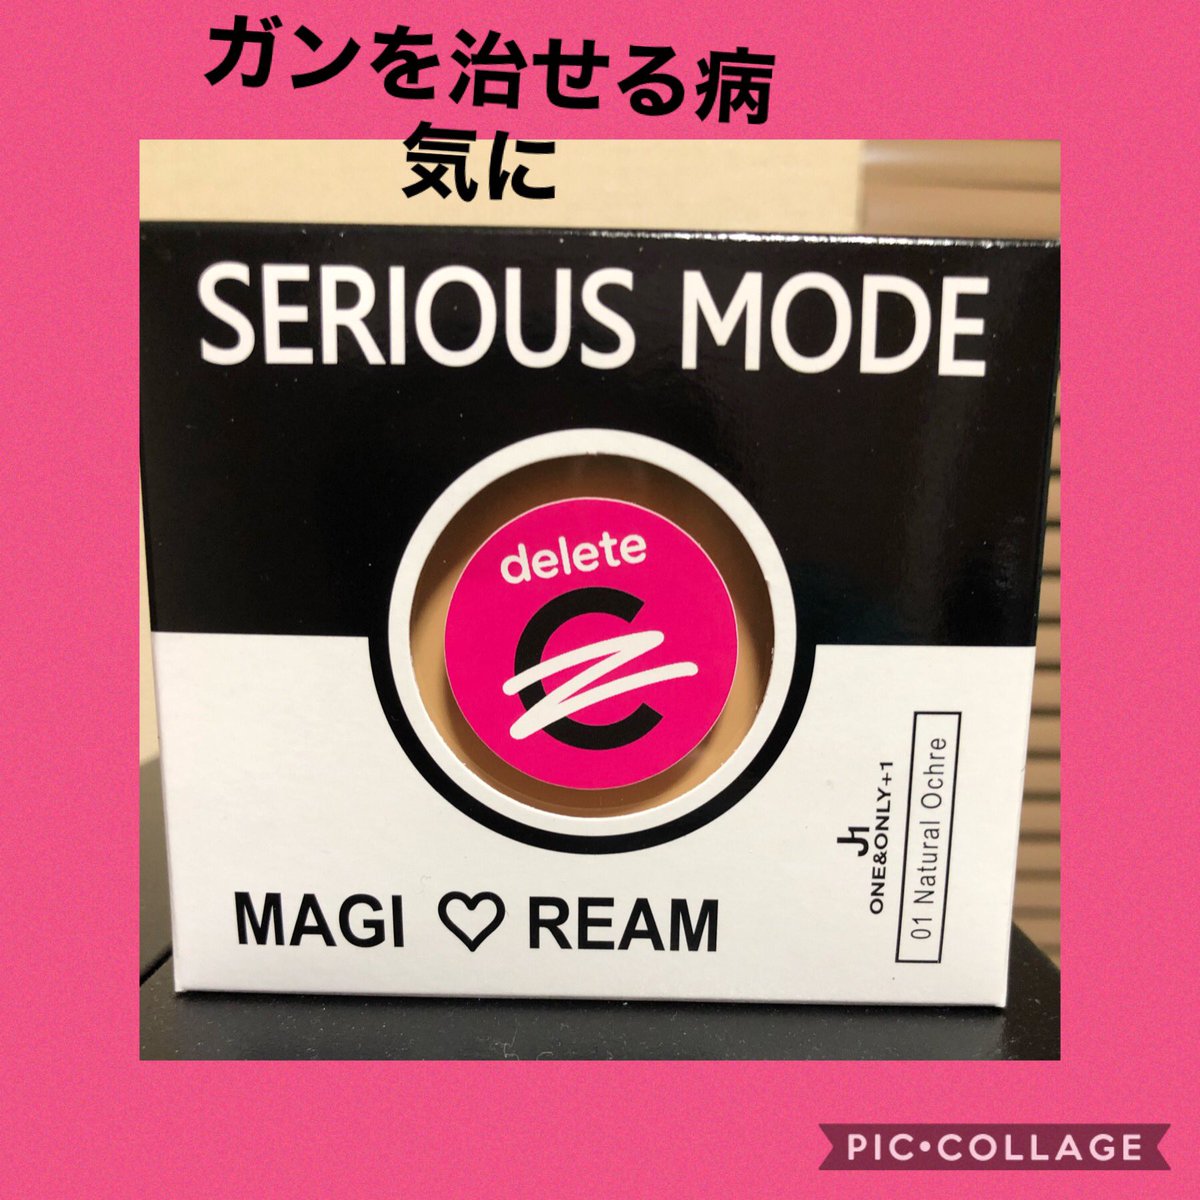 ガンを治せる病
気に
SERIOUS MODE
delete
C
MAGI ♡ REAM
J1
ONE&ONLY+1
01 Natural Ochre
PIC•COLLAGE